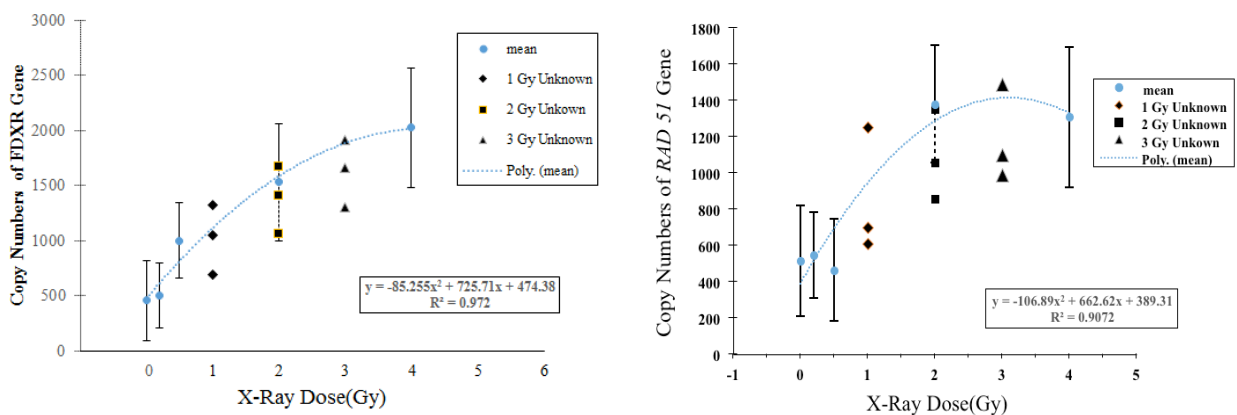 3000
2500
2000
1500
1000
500
0
Copy Numbers of FDXR Gene
mean
1 Gy Unknown
2 Gy Unkown
3 Gy Unknown
Poly. (mean)
y = -85.255x² + 725.71x + 474.38
R² = 0.972
0 1 2 3 4 5 6
X-Ray Dose(Gy)
1800
1600
1400
1200
1000
800
600
400
200
0
Copy Numbers of RAD 51 Gene
mean
1 Gy Unknown
2 Gy Unknown
3 Gy Unkown
Poly. (mean)
y = -106.89x² + 662.62x + 389.31
R² = 0.9072
-1 0 1 2 3 4 5
X-Ray Dose(Gy)